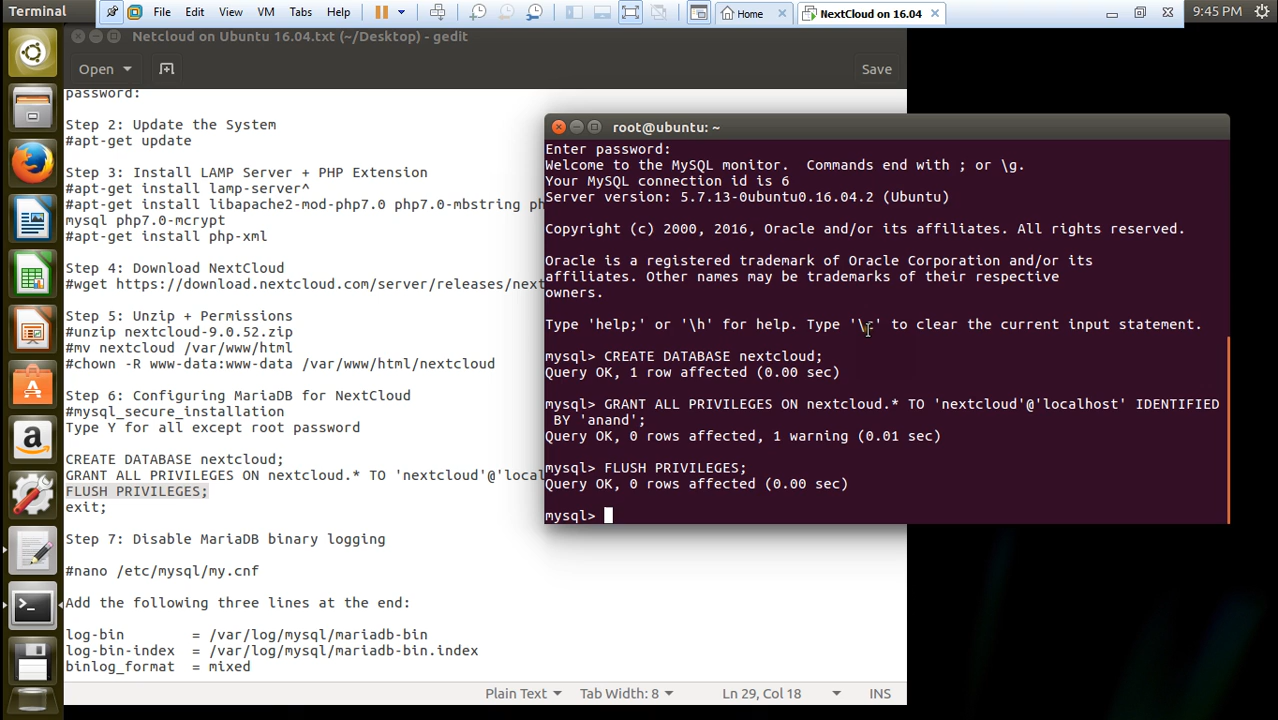 Terminal
File Edit View VM Tabs Help
Home
NextCloud on 16.04
9:45 PM
Netcloud on Ubuntu 16.04.txt (~/Desktop) - gedit
Open
Save
password:
Step 2: Update the System
#apt-get update
Step 3: Install LAMP Server + PHP Extension
#apt-get install lamp-server^
#apt-get install libapache2-mod-php7.0 php7.0-mbstring
mysql php7.0-mcrypt
#apt-get install php-xml
Step 4: Download NextCloud
#wget https://download.nextcloud.com/server/releases/next
Step 5: Unzip + Permissions
#unzip nextcloud-9.0.52.zip
#mv nextcloud /var/www/html
#chown -R www-data:www-data /var/www/html/nextcloud
Step 6: Configuring MariaDB for NextCloud
#mysql_secure_installation
Type Y for all except root password
CREATE DATABASE nextcloud;
GRANT ALL PRIVILEGES ON nextcloud.* TO 'nextcloud'@'local
FLUSH PRIVILEGES;
exit;
Step 7: Disable MariaDB binary logging
#nano /etc/mysql/my.cnf
Add the following three lines at the end:
log-bin = /var/log/mysql/mariadb-bin
log-bin-index = /var/log/mysql/mariadb-bin.index
binlog_format = mixed
Plain Text
Tab Width: 8
Ln 29, Col 18
INS
root@ubuntu: ~
Enter password:
Welcome to the MySQL monitor. Commands end with ; or \g.
Your MySQL connection id is 6
Server version: 5.7.13-0ubuntu0.16.04.2 (Ubuntu)
Copyright (c) 2000, 2016, Oracle and/or its affiliates. All rights reserved.
Oracle is a registered trademark of Oracle Corporation and/or its
affiliates. Other names may be trademarks of their respective
owners.
Type 'help;' or '\h' for help. Type '\c' to clear the current input statement.
mysql> CREATE DATABASE nextcloud;
Query OK, 1 row affected (0.00 sec)
mysql> GRANT ALL PRIVILEGES ON nextcloud.* TO 'nextcloud'@'localhost' IDENTIFIED
BY 'anand';
Query OK, 0 rows affected, 1 warning (0.01 sec)
mysql> FLUSH PRIVILEGES;
Query OK, 0 rows affected (0.00 sec)
mysql>